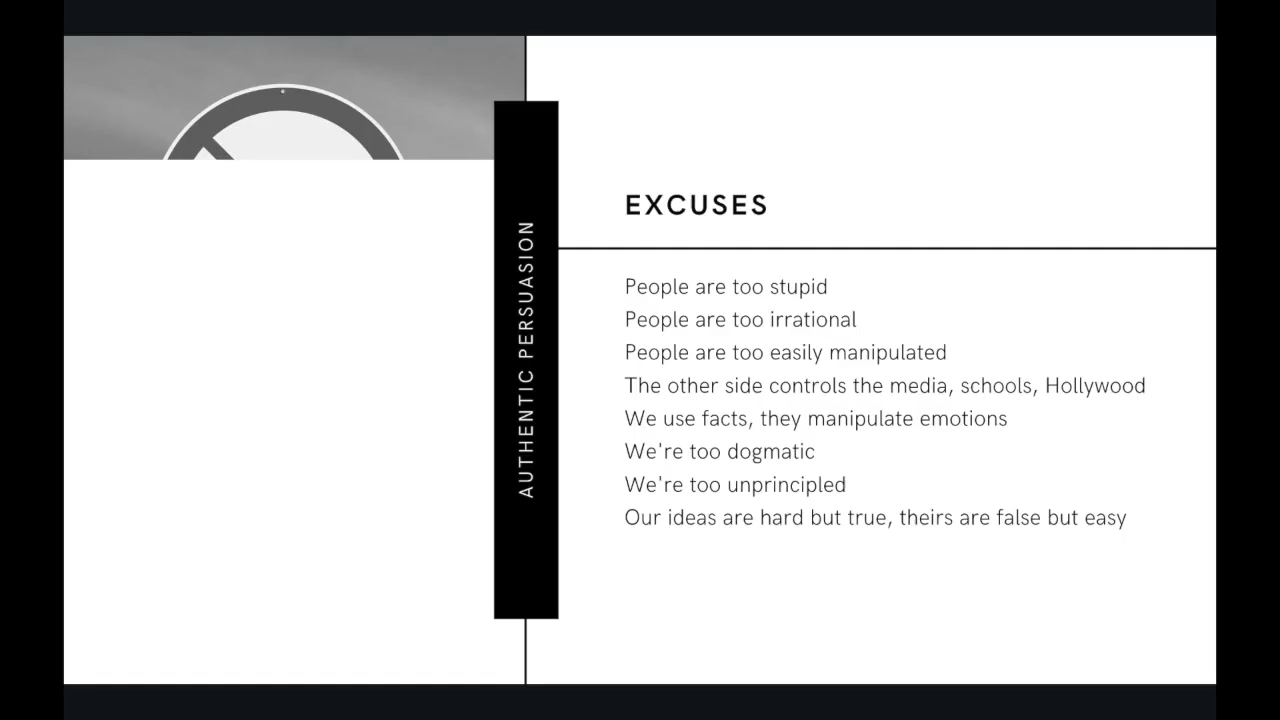 AUTHENTIC PERSUASION
EXCUSES
People are too stupid
People are too irrational
People are too easily manipulated
The other side controls the media, schools, Hollywood
We use facts, they manipulate emotions
We're too dogmatic
We're too unprincipled
Our ideas are hard but true, theirs are false but easy